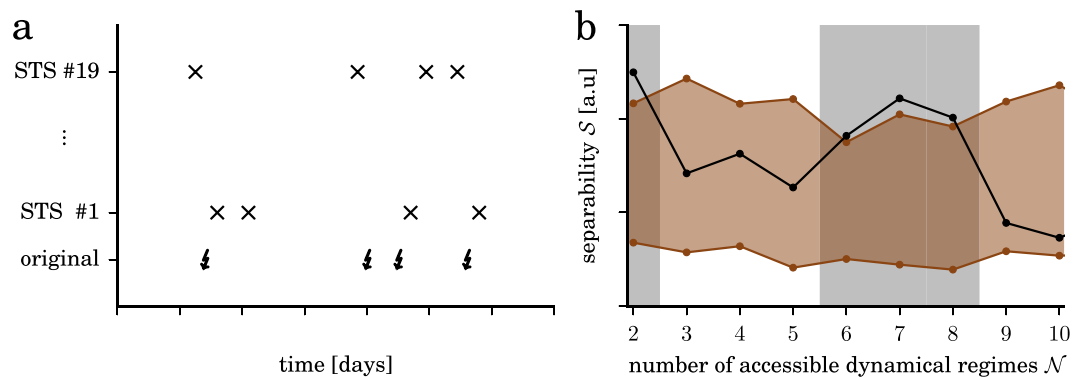 a
STS #19
⋮
STS #1
original
time [days]
b
separability 𝒮 [a.u]
2 3 4 5 6 7 8 9 10
number of accessible dynamical regimes 𝒩